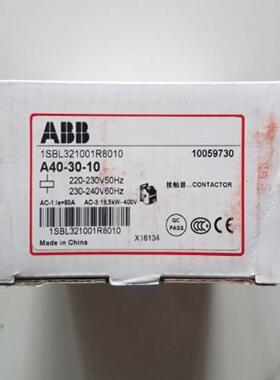 ABB
1SBL321001R8010 10059730
A40-30-10
220-230V50Hz
230-240V60Hz
接触器...CONTACTOR
AC-1:Ie=60A AC-3:18,5kW- 400V
Made in China
QC
PASS
CCC
1SBL321001R8010
X16134